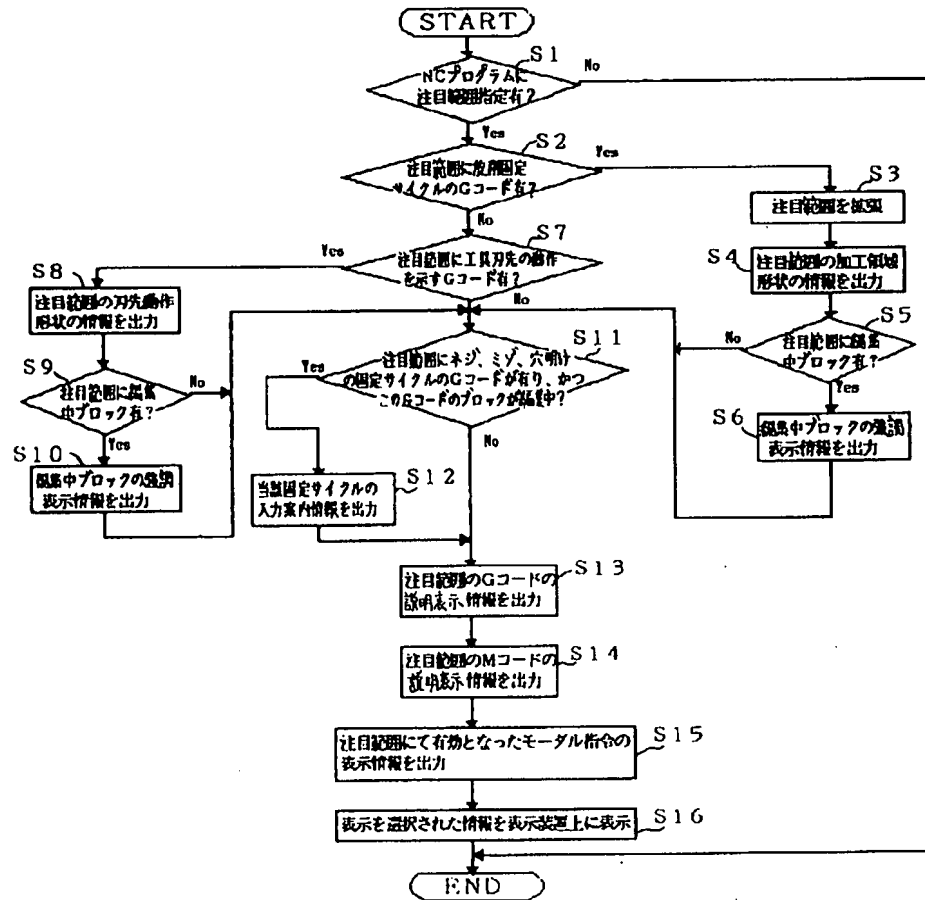 START
S1
No
NCプログラムに
注目範囲指定有?
Yes
S2
Yes
注目範囲に旋削固定
サイクルのGコード有?
No
S3
注目範囲を拡張
S7
Yes
注目範囲に工具刃先の動作
を示すGコード有?
No
S4
注目範囲の加工領域
形状の情報を出力
S8
注目範囲の刃先動作
形状の情報を出力
S5
No
注目範囲に編集
中ブロック有?
Yes
S11
Yes
注目範囲にネジ、ミゾ、穴明け
の固定サイクルのGコードが有り、かつ
このGコードのブロックが編集中?
No
S9
No
注目範囲に編集
中ブロック有?
Yes
S6
編集中ブロックの強調
表示情報を出力
S10
編集中ブロックの強調
表示情報を出力
S12
当該固定サイクルの
入力案内情報を出力
S13
注目範囲のGコードの
説明表示情報を出力
S14
注目範囲のMコードの
説明表示情報を出力
S15
注目範囲にて有効となったモーダル指令の
表示情報を出力
S16
表示を選択された情報を表示装置上に表示
END